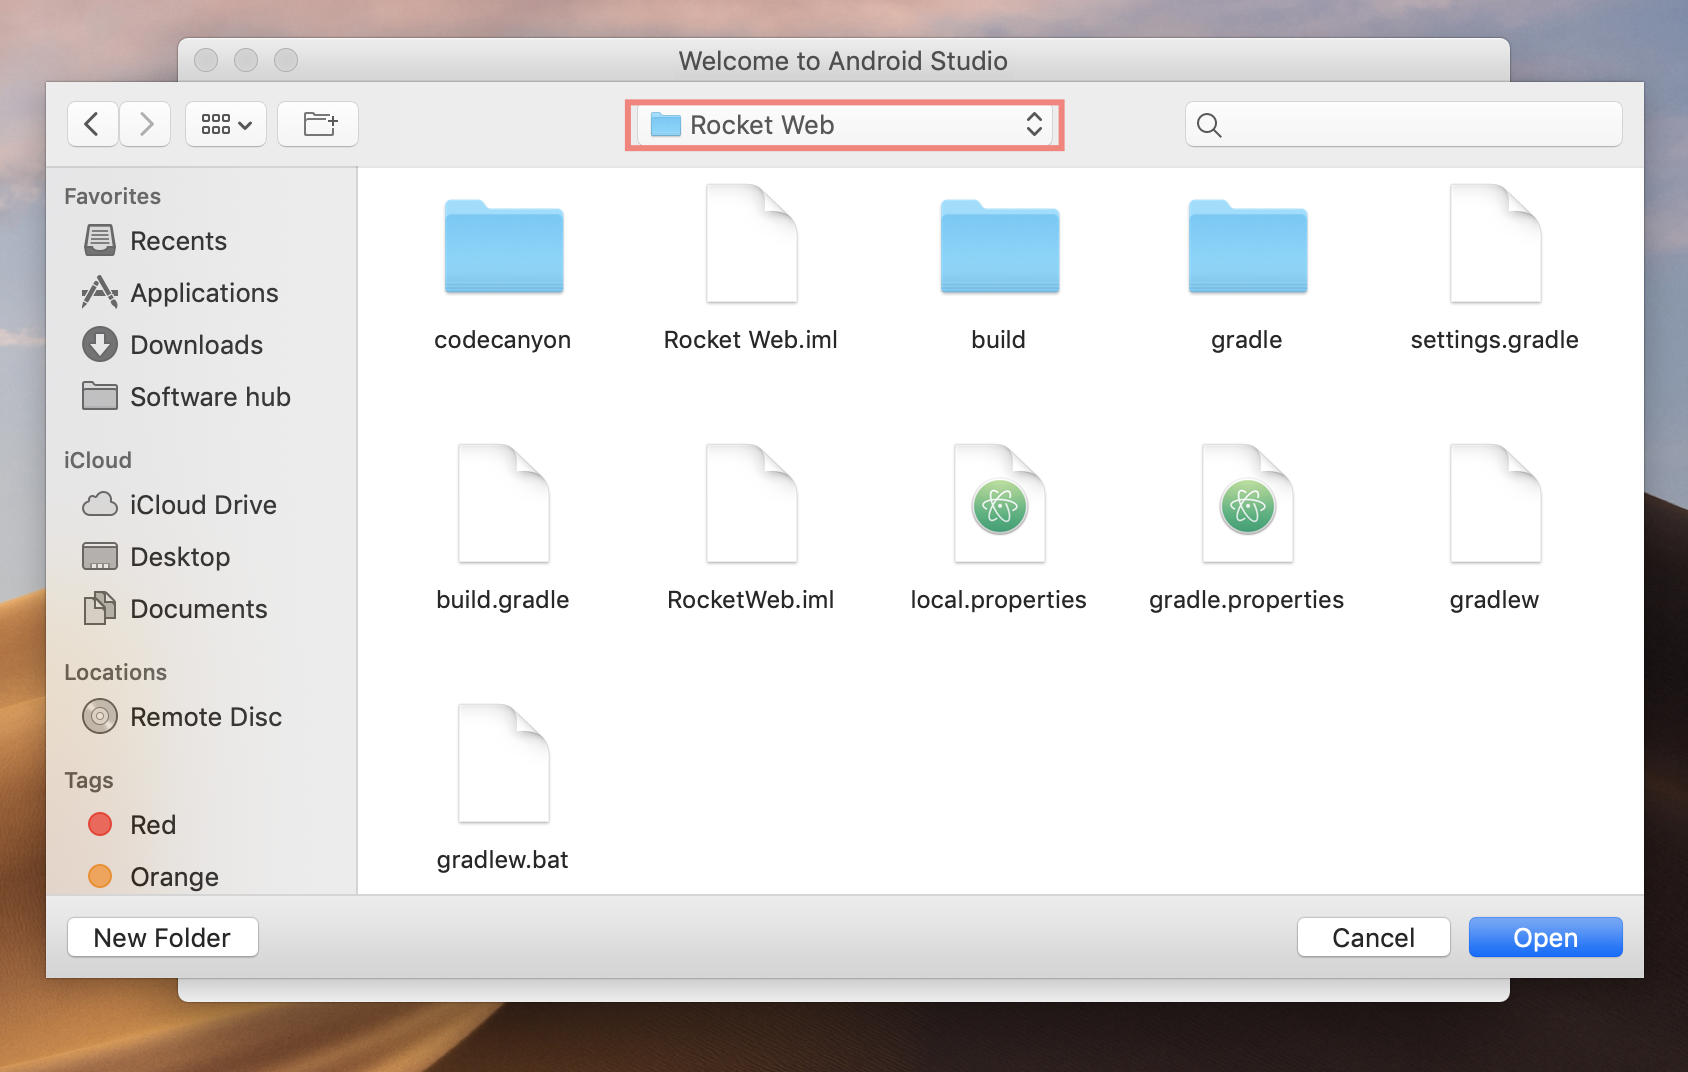 Welcome to Android Studio
Rocket Web
Favorites
Recents
Applications
Downloads
Software hub
iCloud
iCloud Drive
Desktop
Documents
Locations
Remote Disc
Tags
Red
Orange
codecanyon
Rocket Web.iml
build
gradle
settings.gradle
build.gradle
RocketWeb.iml
local.properties
gradle.properties
gradlew
gradlew.bat
New Folder
Cancel
Open